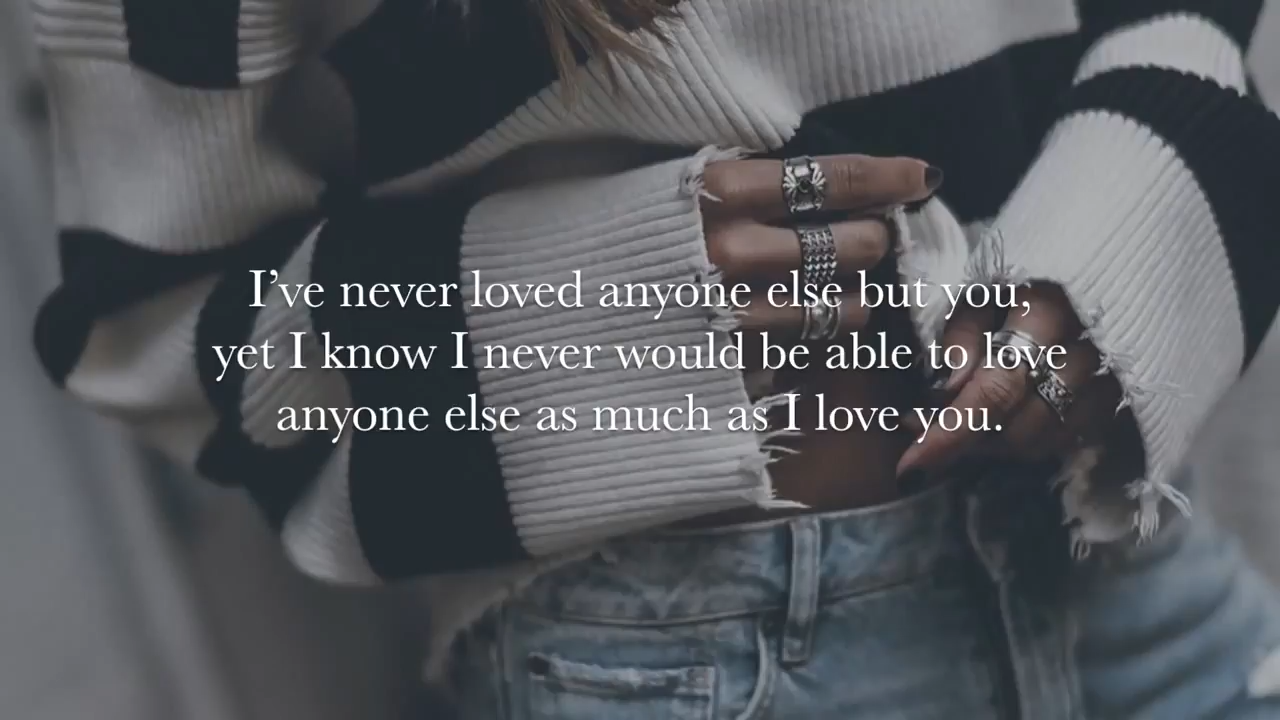 I’ve never loved anyone else but you,
yet I know I never would be able to love
anyone else as much as I love you.